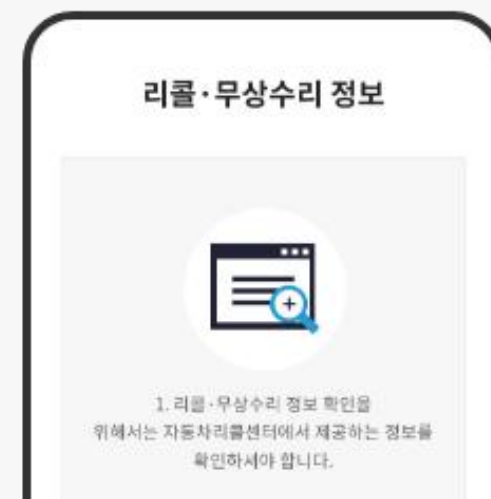 리콜·무상수리 정보
1. 리콜·무상수리 정보 확인을
위해서는 자동차리콜센터에서 제공하는 정보를
확인하셔야 합니다.